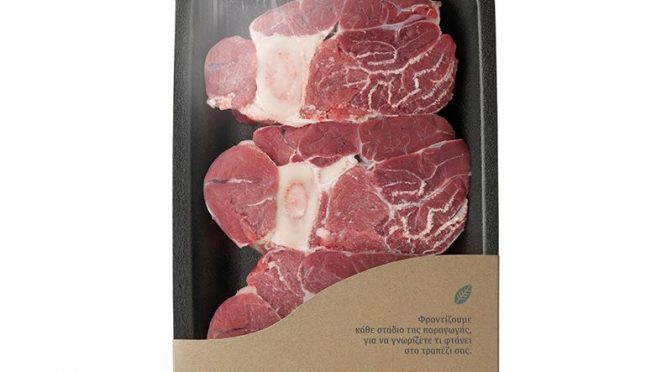 Φροντίζουμε
κάθε στάδιο της παραγωγής,
για να γνωρίζετε τι φτάνει
στο τραπέζι σας.